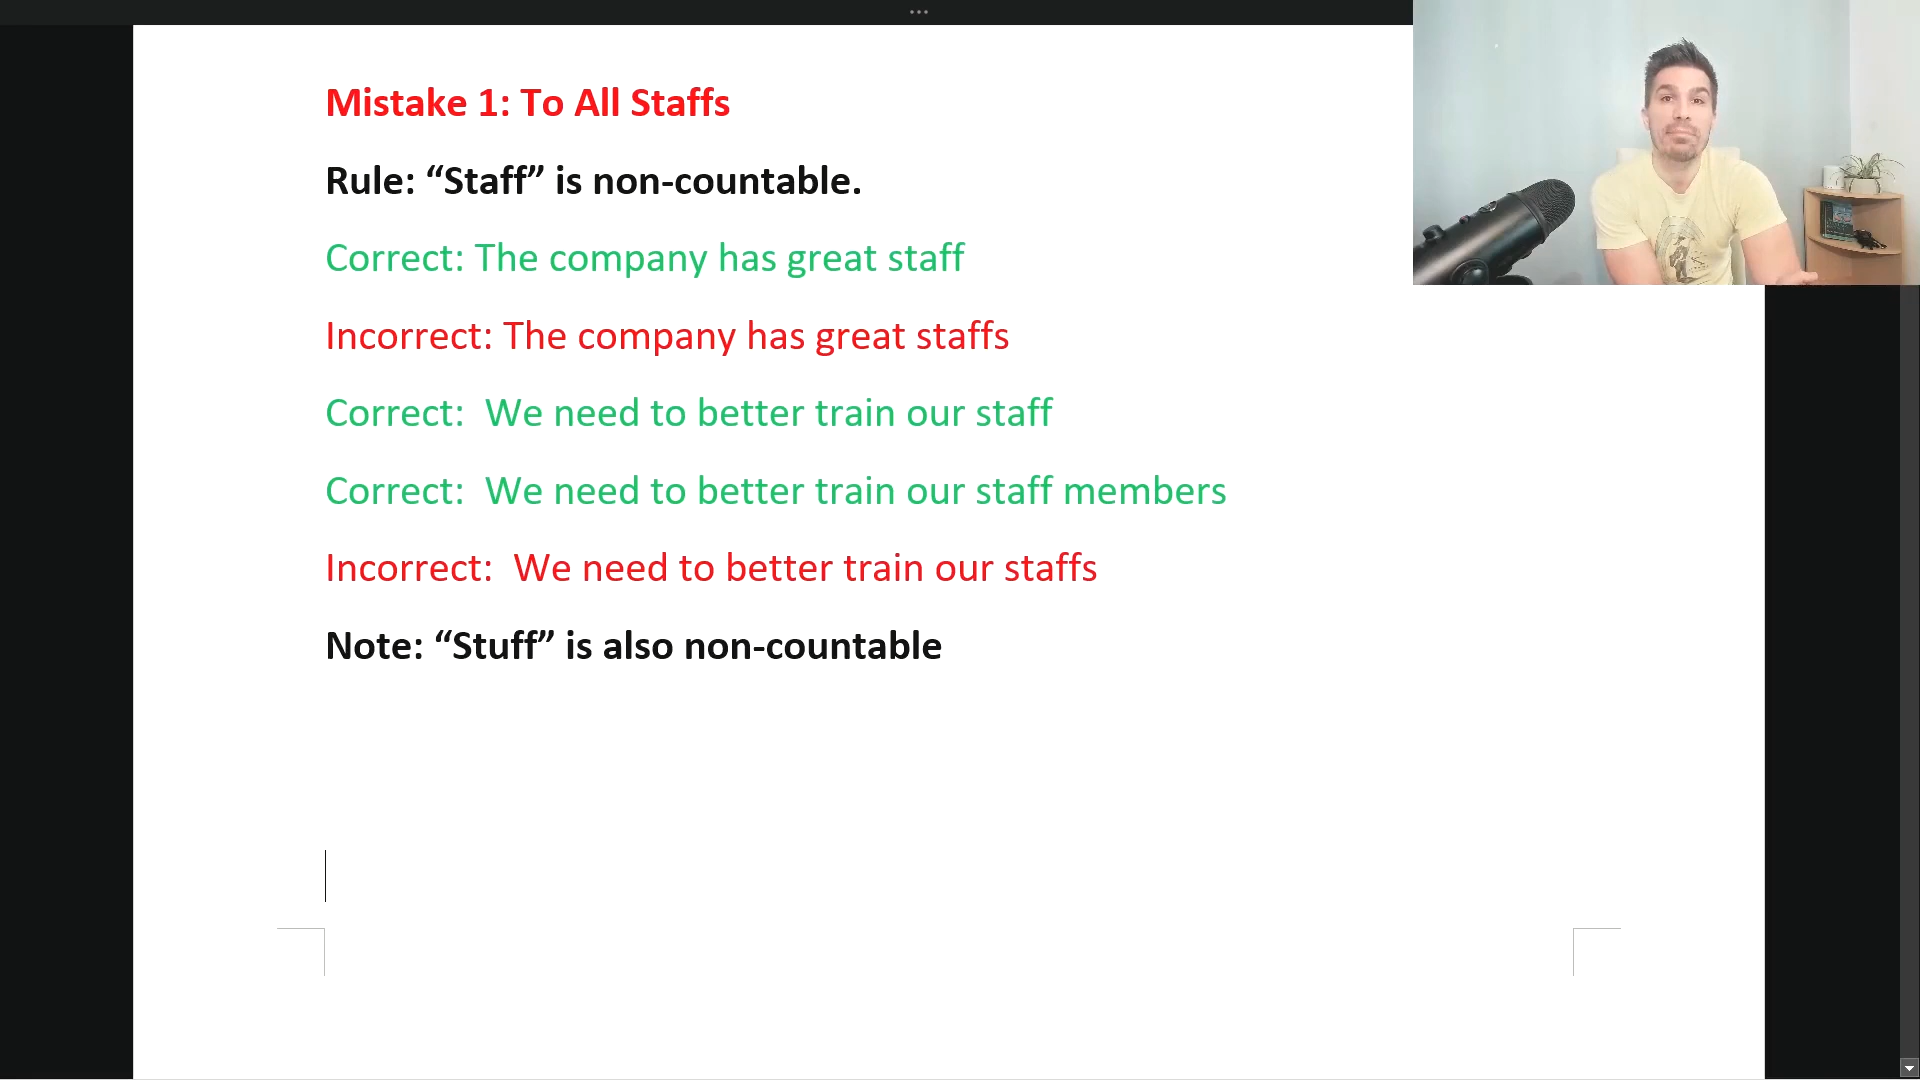 Mistake 1: To All Staffs
Rule: “Staff” is non-countable.
Correct: The company has great staff
Incorrect: The company has great staffs
Correct:  We need to better train our staff
Correct:  We need to better train our staff members
Incorrect:  We need to better train our staffs
Note: “Stuff” is also non-countable